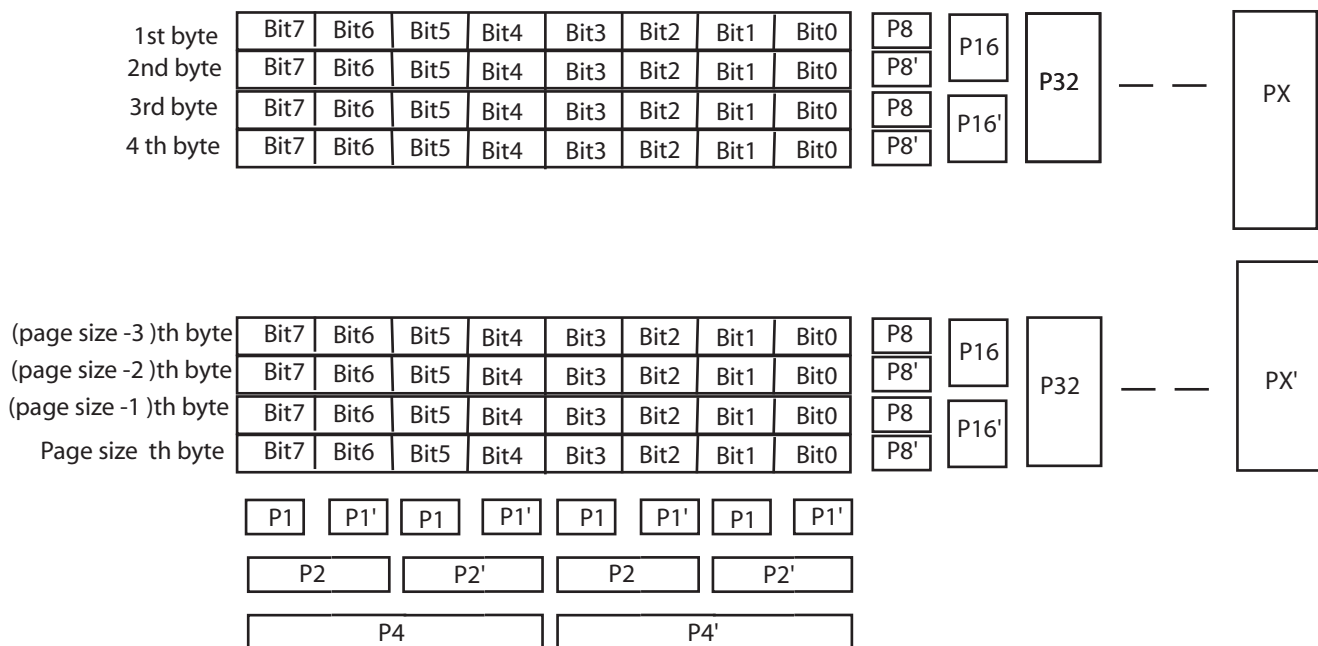 1st byte Bit7 Bit6 Bit5 Bit4 Bit3 Bit2 Bit1 Bit0 P8 P16 P32 PX
2nd byte Bit7 Bit6 Bit5 Bit4 Bit3 Bit2 Bit1 Bit0 P8'
3rd byte Bit7 Bit6 Bit5 Bit4 Bit3 Bit2 Bit1 Bit0 P8 P16'
4 th byte Bit7 Bit6 Bit5 Bit4 Bit3 Bit2 Bit1 Bit0 P8'
(page size -3 )th byte Bit7 Bit6 Bit5 Bit4 Bit3 Bit2 Bit1 Bit0 P8 P16 P32 PX'
(page size -2 )th byte Bit7 Bit6 Bit5 Bit4 Bit3 Bit2 Bit1 Bit0 P8'
(page size -1 )th byte Bit7 Bit6 Bit5 Bit4 Bit3 Bit2 Bit1 Bit0 P8 P16'
Page size th byte Bit7 Bit6 Bit5 Bit4 Bit3 Bit2 Bit1 Bit0 P8'
P1 P1' P1 P1' P1 P1' P1 P1'
P2 P2' P2 P2'
P4 P4'